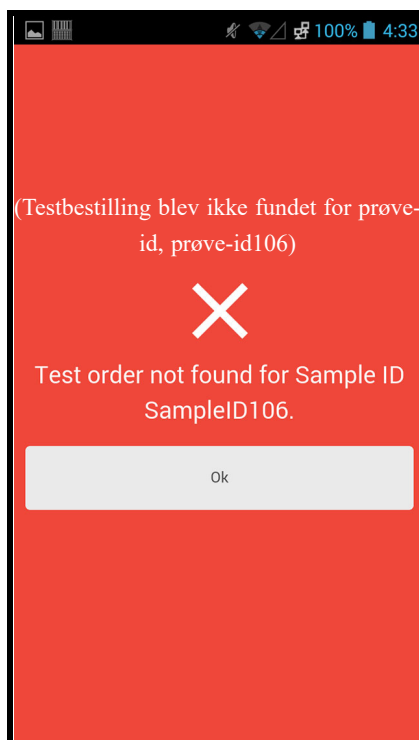 100% 4:33
(Testbestilling blev ikke fundet for prøve-
id, prøve-id106)
Test order not found for Sample ID
SampleID106.
Ok